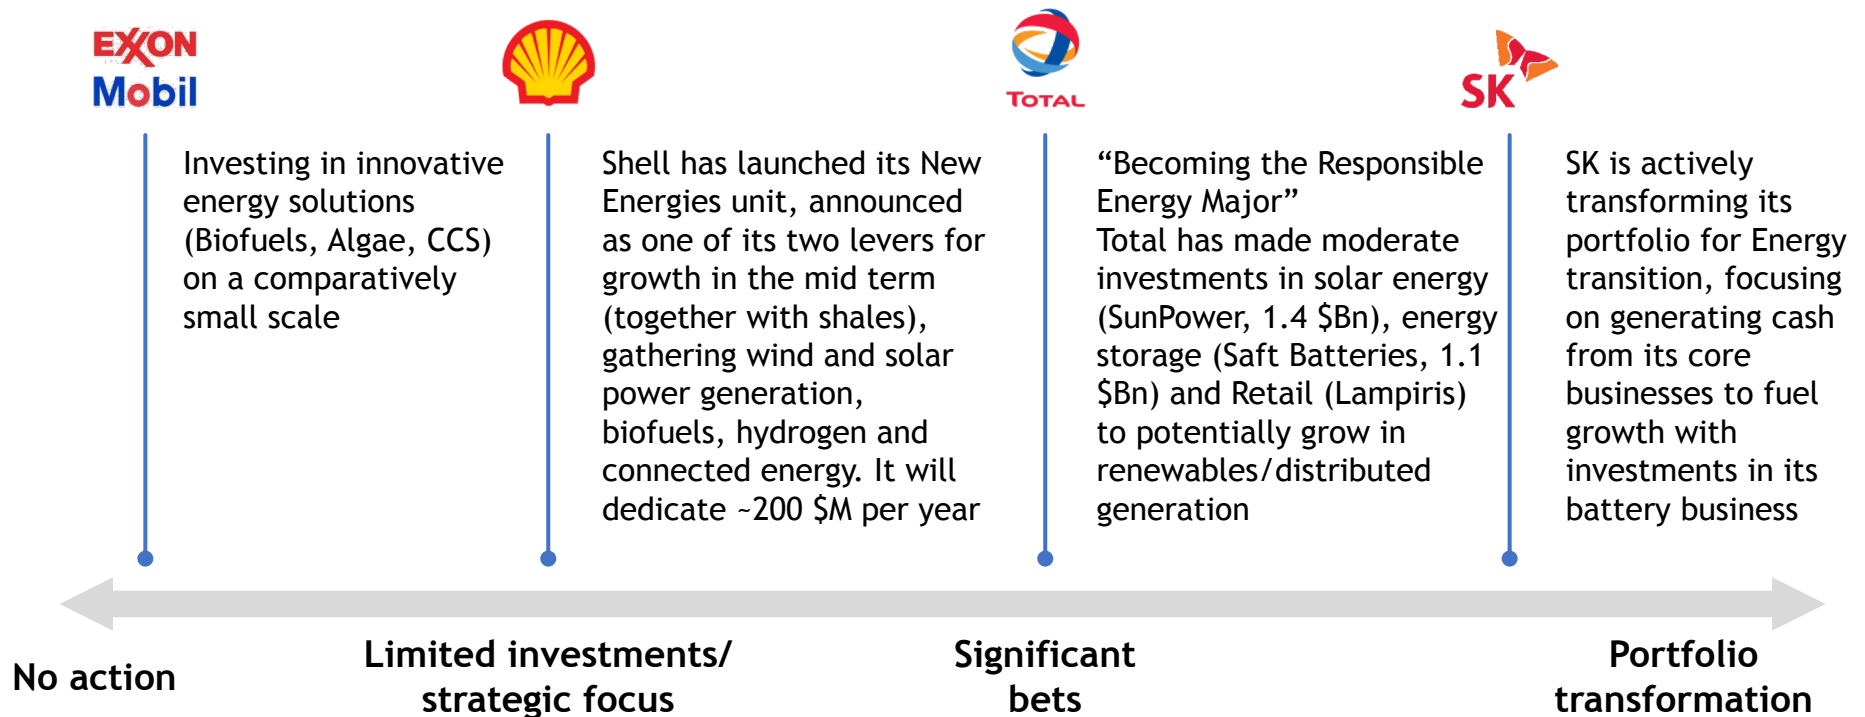 EXXON
Mobil
TOTAL
SK
Investing in innovative
energy solutions
(Biofuels, Algae, CCS)
on a comparatively
small scale
Shell has launched its New
Energies unit, announced
as one of its two levers for
growth in the mid term
(together with shales),
gathering wind and solar
power generation,
biofuels, hydrogen and
connected energy. It will
dedicate ~200 $M per year
“Becoming the Responsible
Energy Major”
Total has made moderate
investments in solar energy
(SunPower, 1.4 $Bn), energy
storage (Saft Batteries, 1.1
$Bn) and Retail (Lampiris)
to potentially grow in
renewables/distributed
generation
SK is actively
transforming its
portfolio for Energy
transition, focusing
on generating cash
from its core
businesses to fuel
growth with
investments in its
battery business
No action
Limited investments/
strategic focus
Significant
bets
Portfolio
transformation